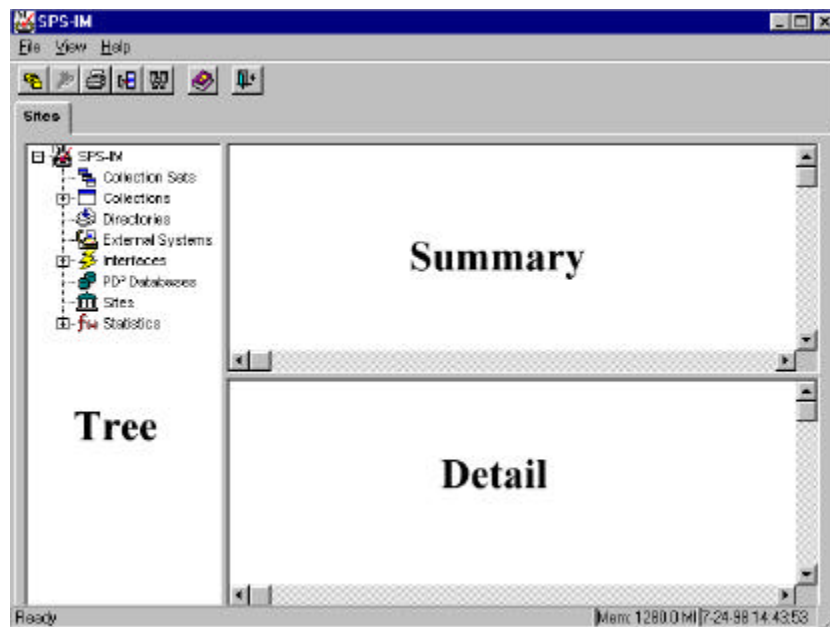 SPS-IM
File View Help
Sites
SPS-IM
Collection Sets
Collections
Directories
External Systems
Interfaces
PD² Databases
Sites
Statistics
Summary
Tree
Detail
Ready
Mem: 1280.0 MI 7-24-98 14:43:53